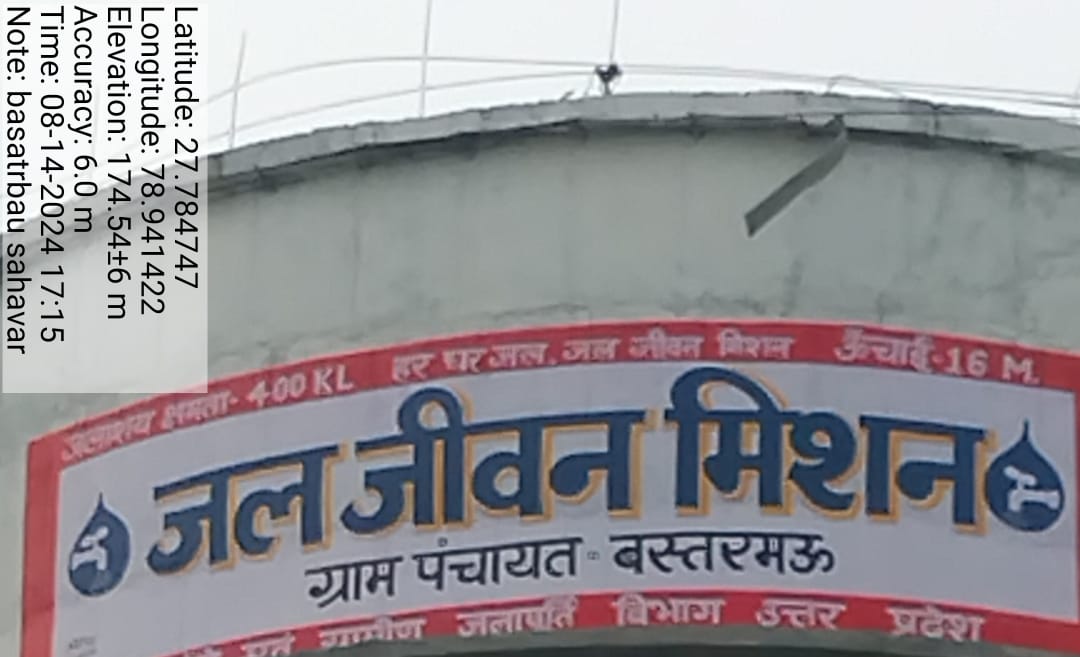 Latitude: 27.784747
Longitude: 78.941422
Elevation: 174.54±6 m
Accuracy: 6.0 m
Time: 08-14-2024 17:15
Note: basatrbau sahavar
जलाशय क्षमता- 400 KL हर घर जल, जल जीवन मिशन ऊँचाई-16 M.
जल जीवन मिशन
ग्राम पंचायत - बस्तरमऊ
एवं ग्रामीण जलापूर्ति विभाग उत्तर प्रदेश